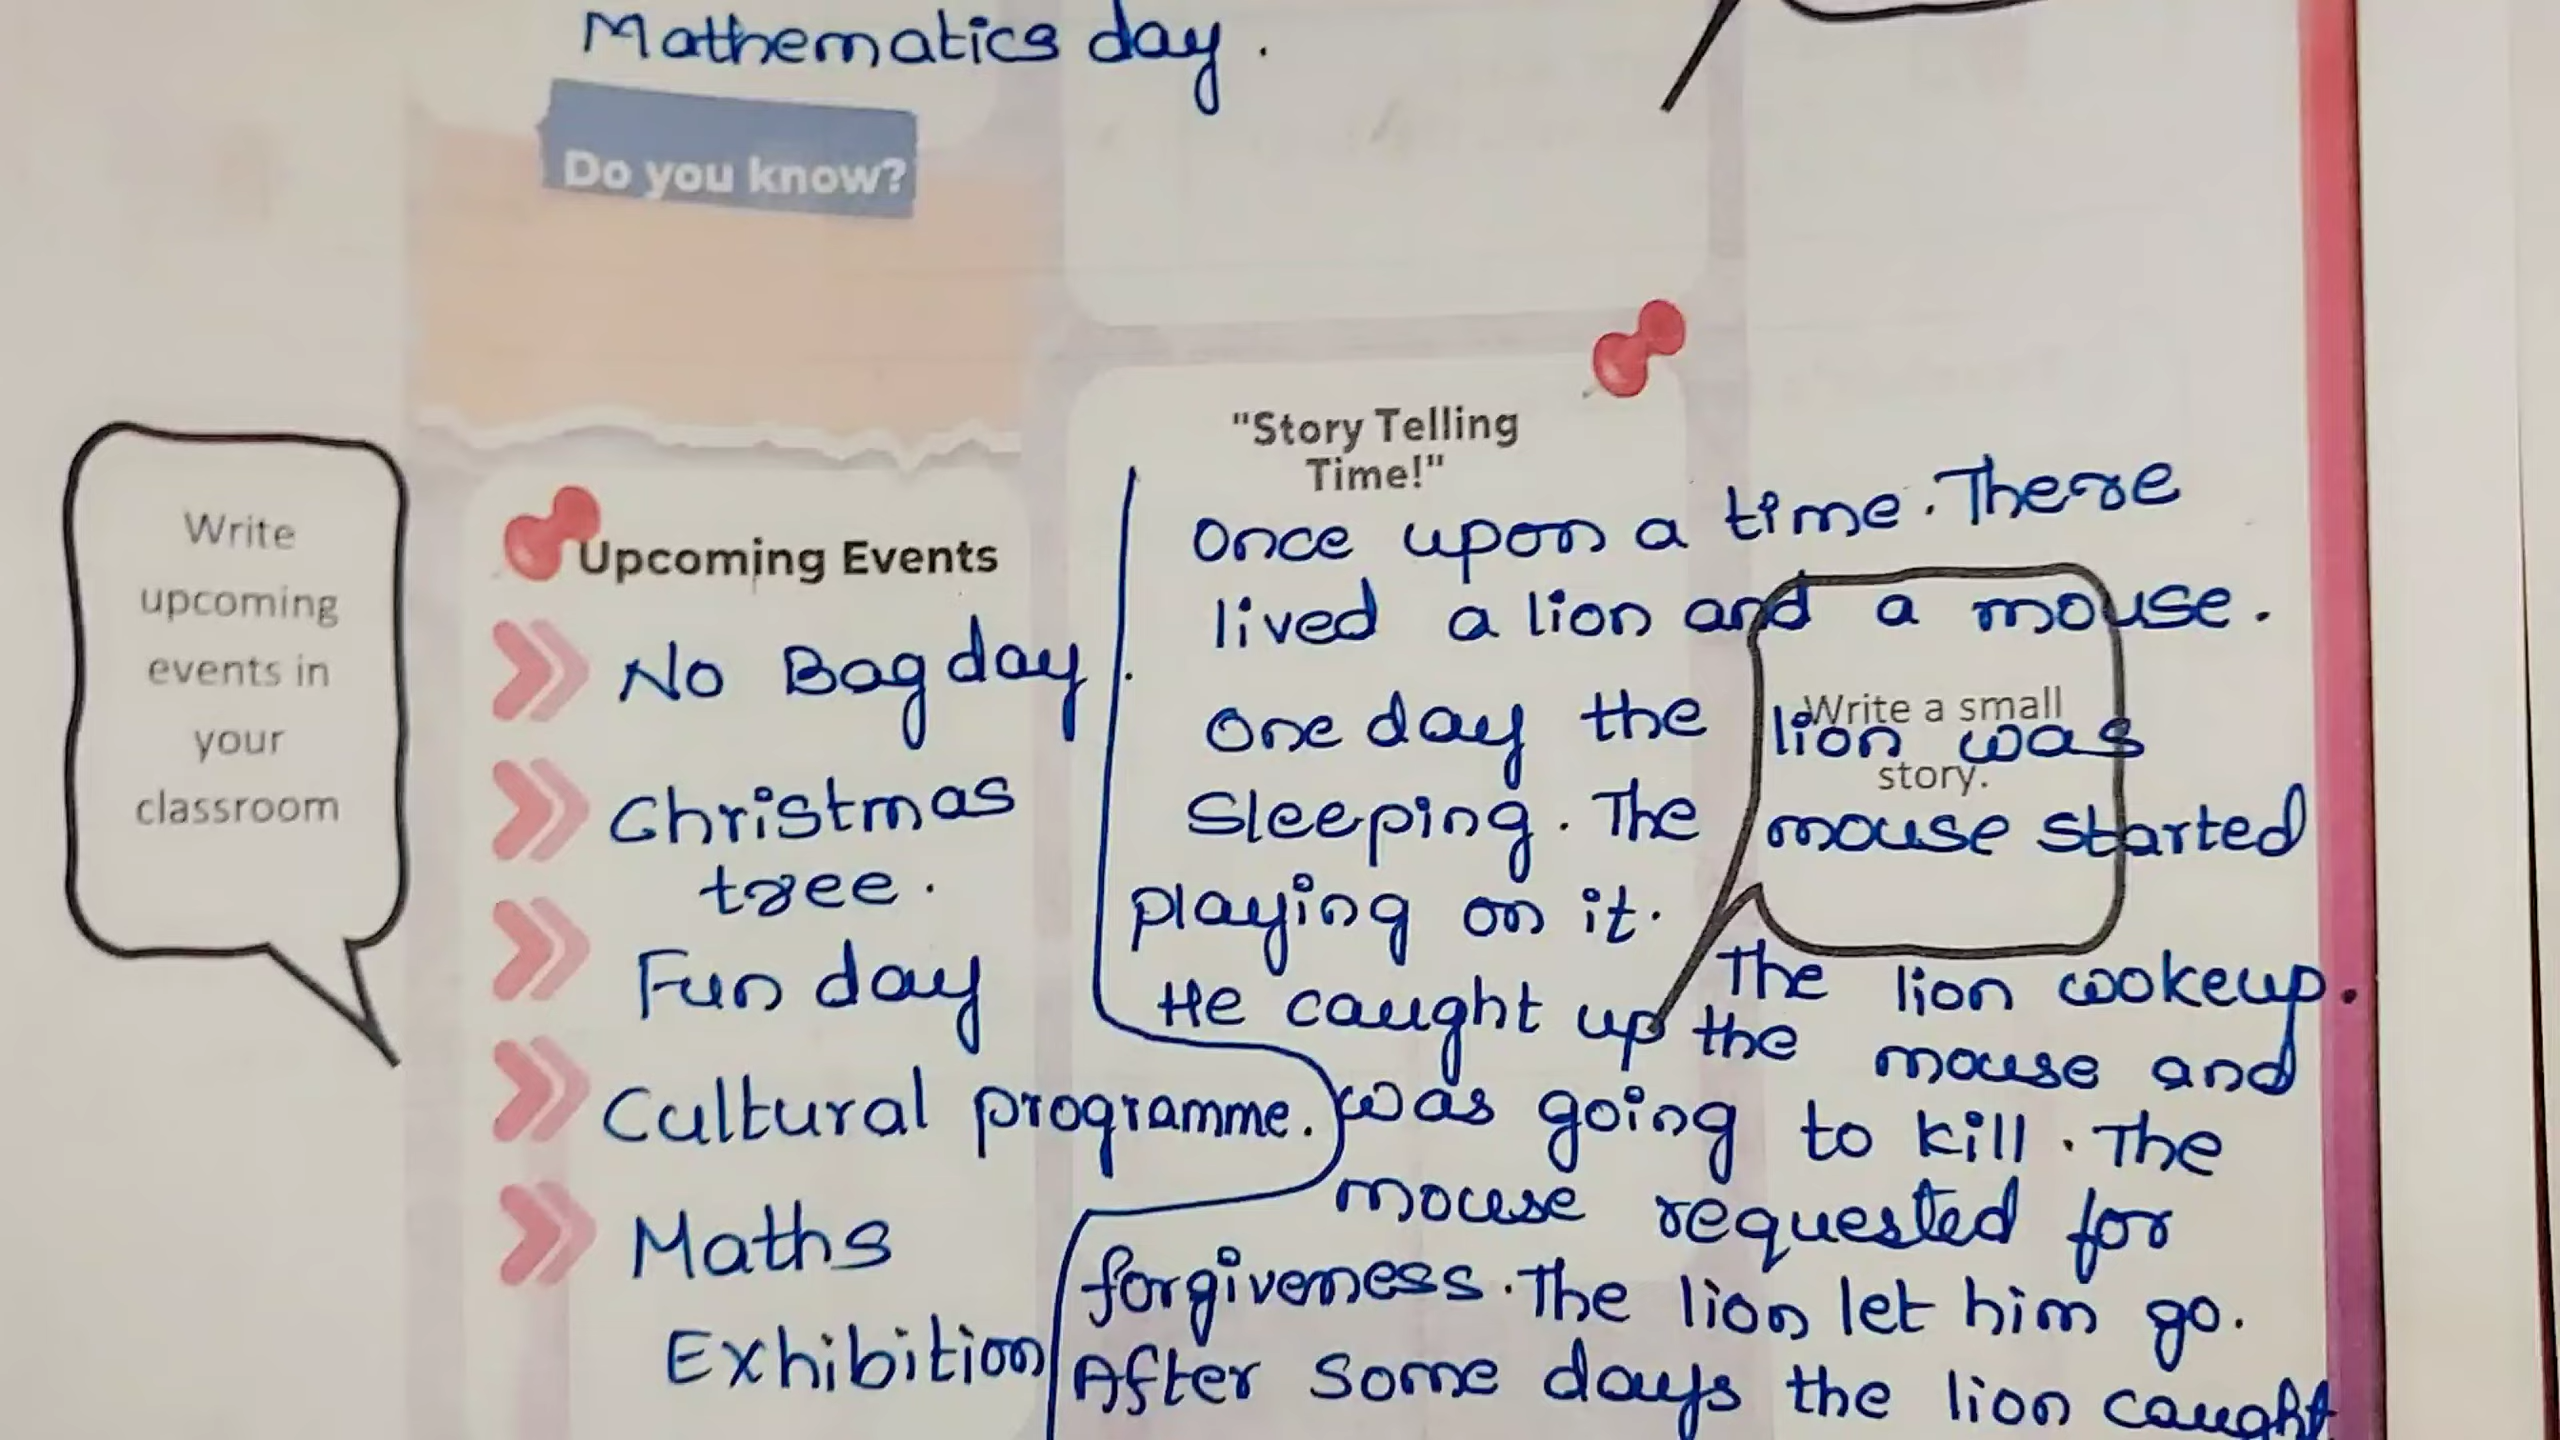 Mathematics day.
Do you know?
Write
upcoming
events in
your
classroom
Upcoming Events
No Bag day.
Christmas
tree.
Fun day
Cultural programme.
Maths
Exhibition
"Story Telling
Time!"
Once upon a time. There
lived a lion and a mouse.
One day the lion was
Sleeping. The mouse started
playing on it.
The lion wokeup.
He caught up the mouse and
was going to kill. The
mouse requested for
forgiveness. The lion let him go.
After some days the lion caught
Write a small
story.